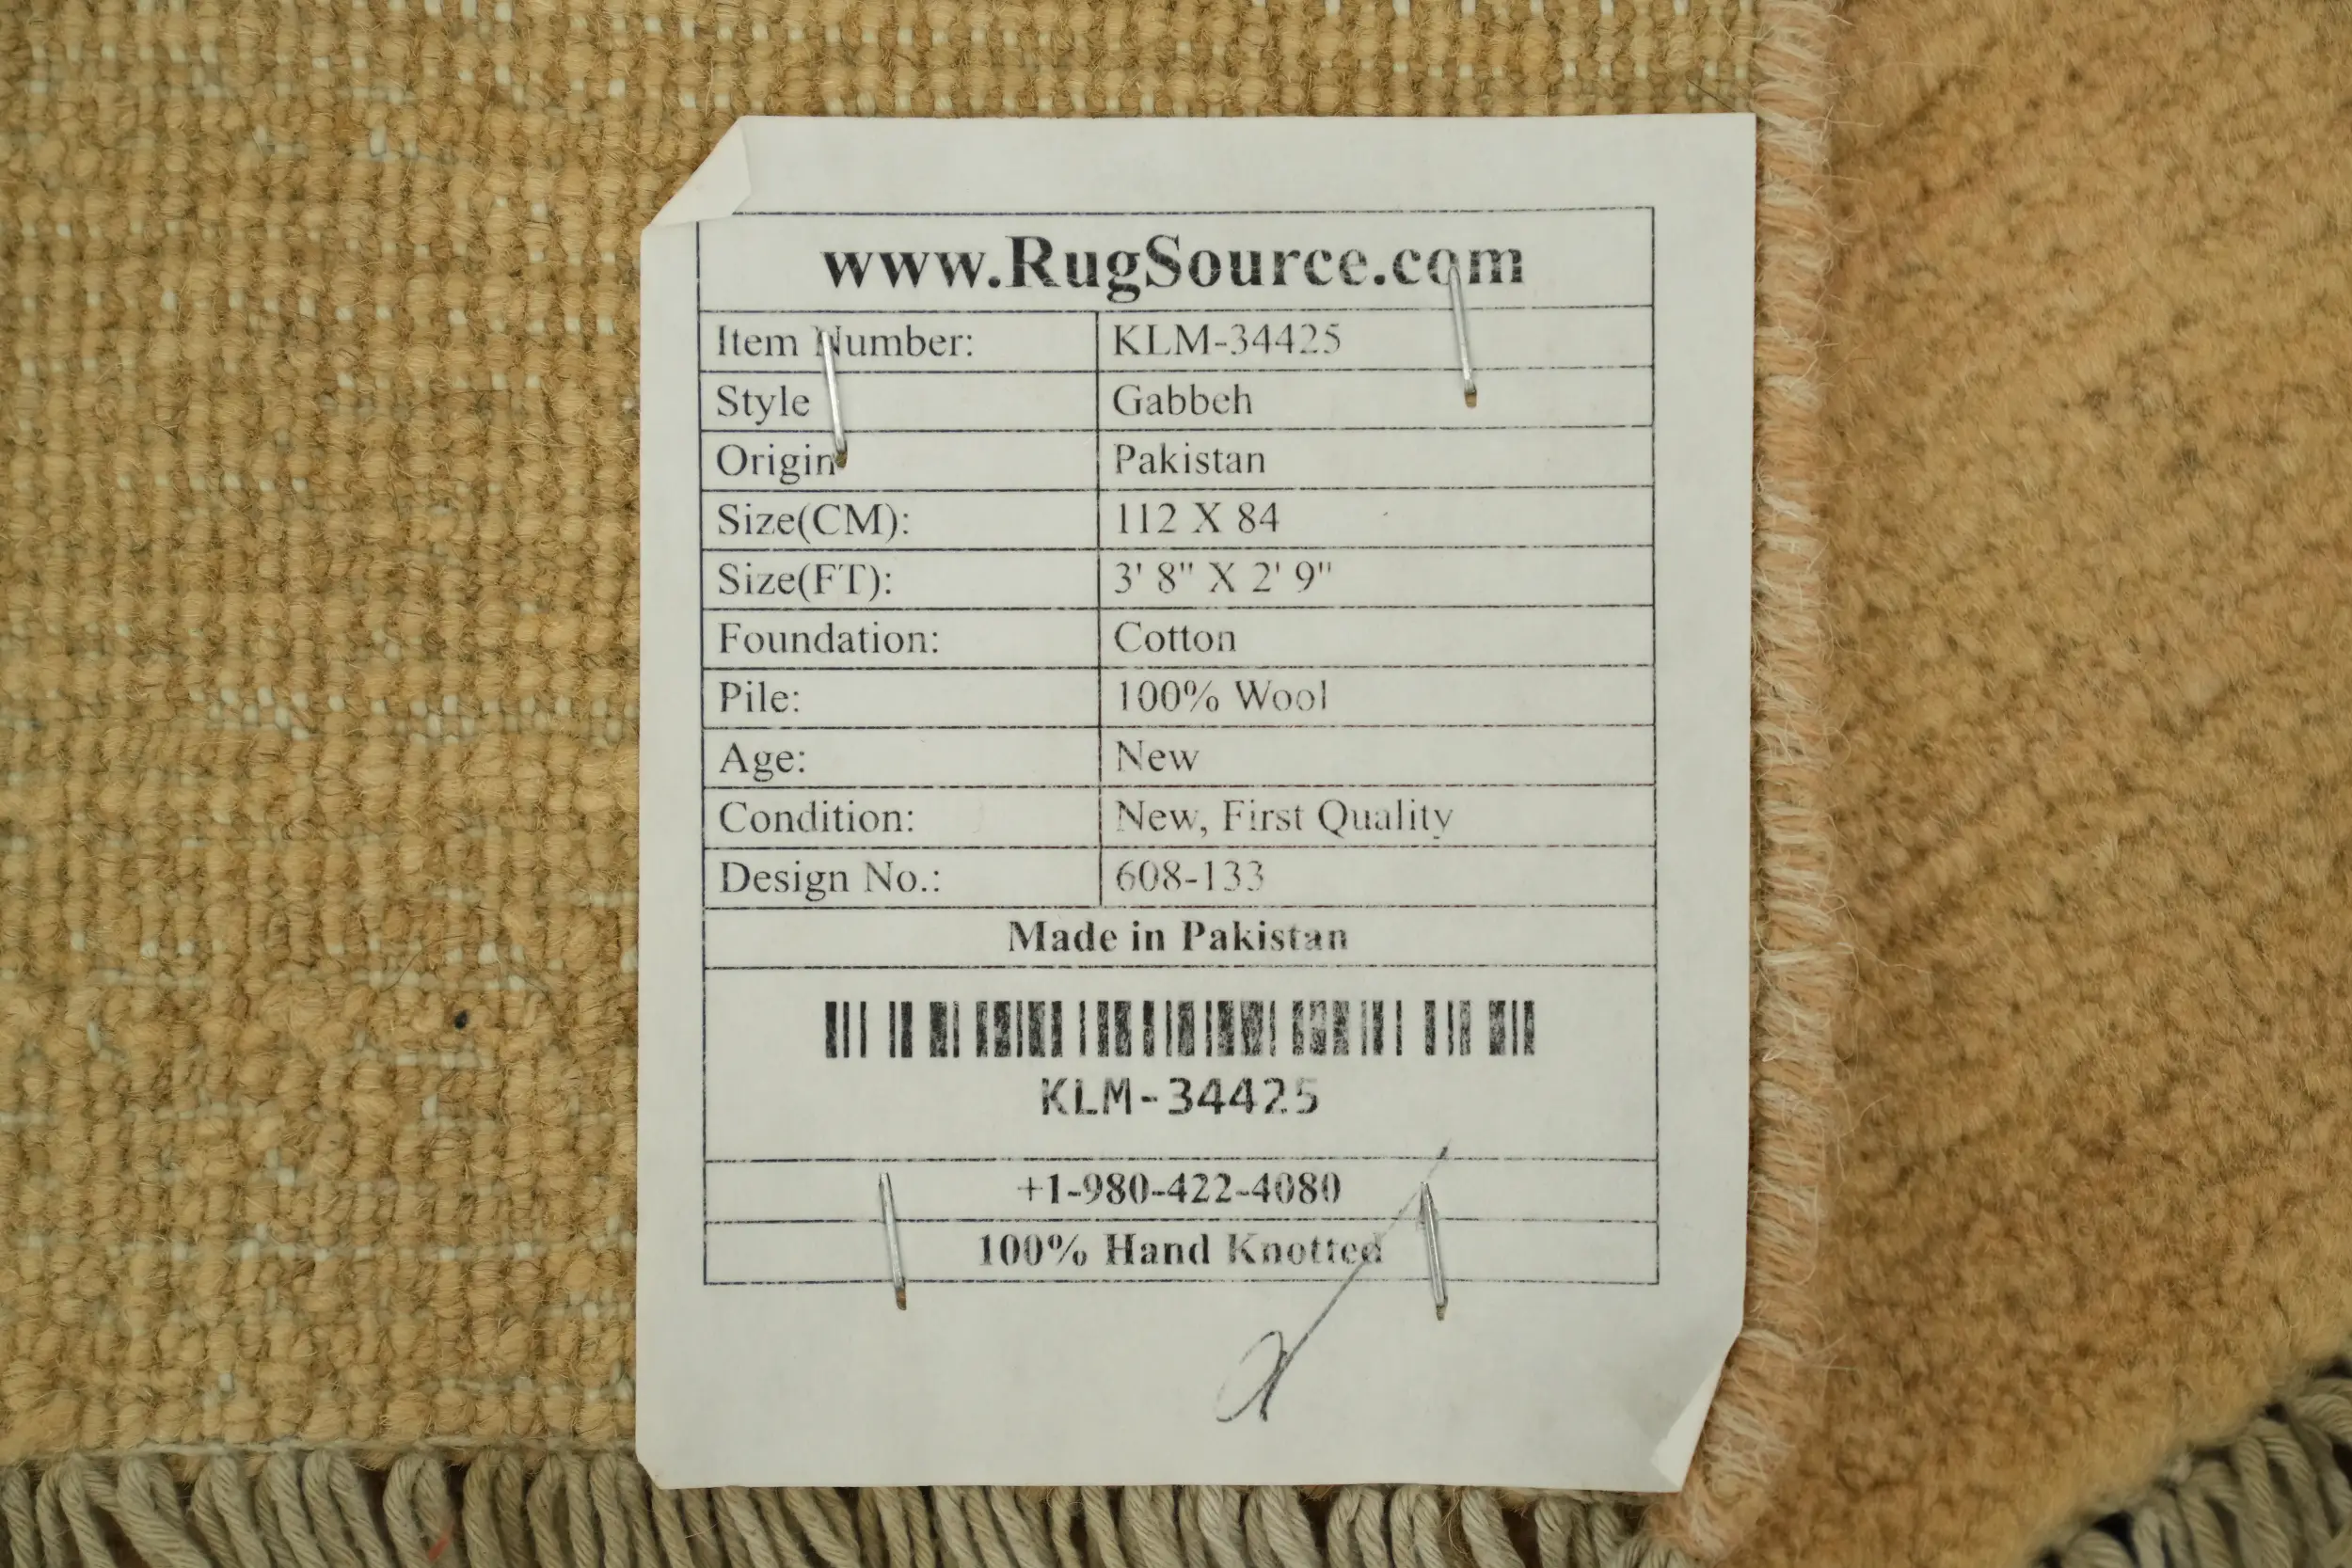 www.RugSource.com
Item Number: KLM-34425
Style Gabbeh
Origin Pakistan
Size(CM): 112 X 84
Size(FT): 3' 8" X 2' 9"
Foundation: Cotton
Pile: 100% Wool
Age: New
Condition: New, First Quality
Design No.: 608-133
Made in Pakistan
KLM-34425
+1-980-422-4080
100% Hand Knotted